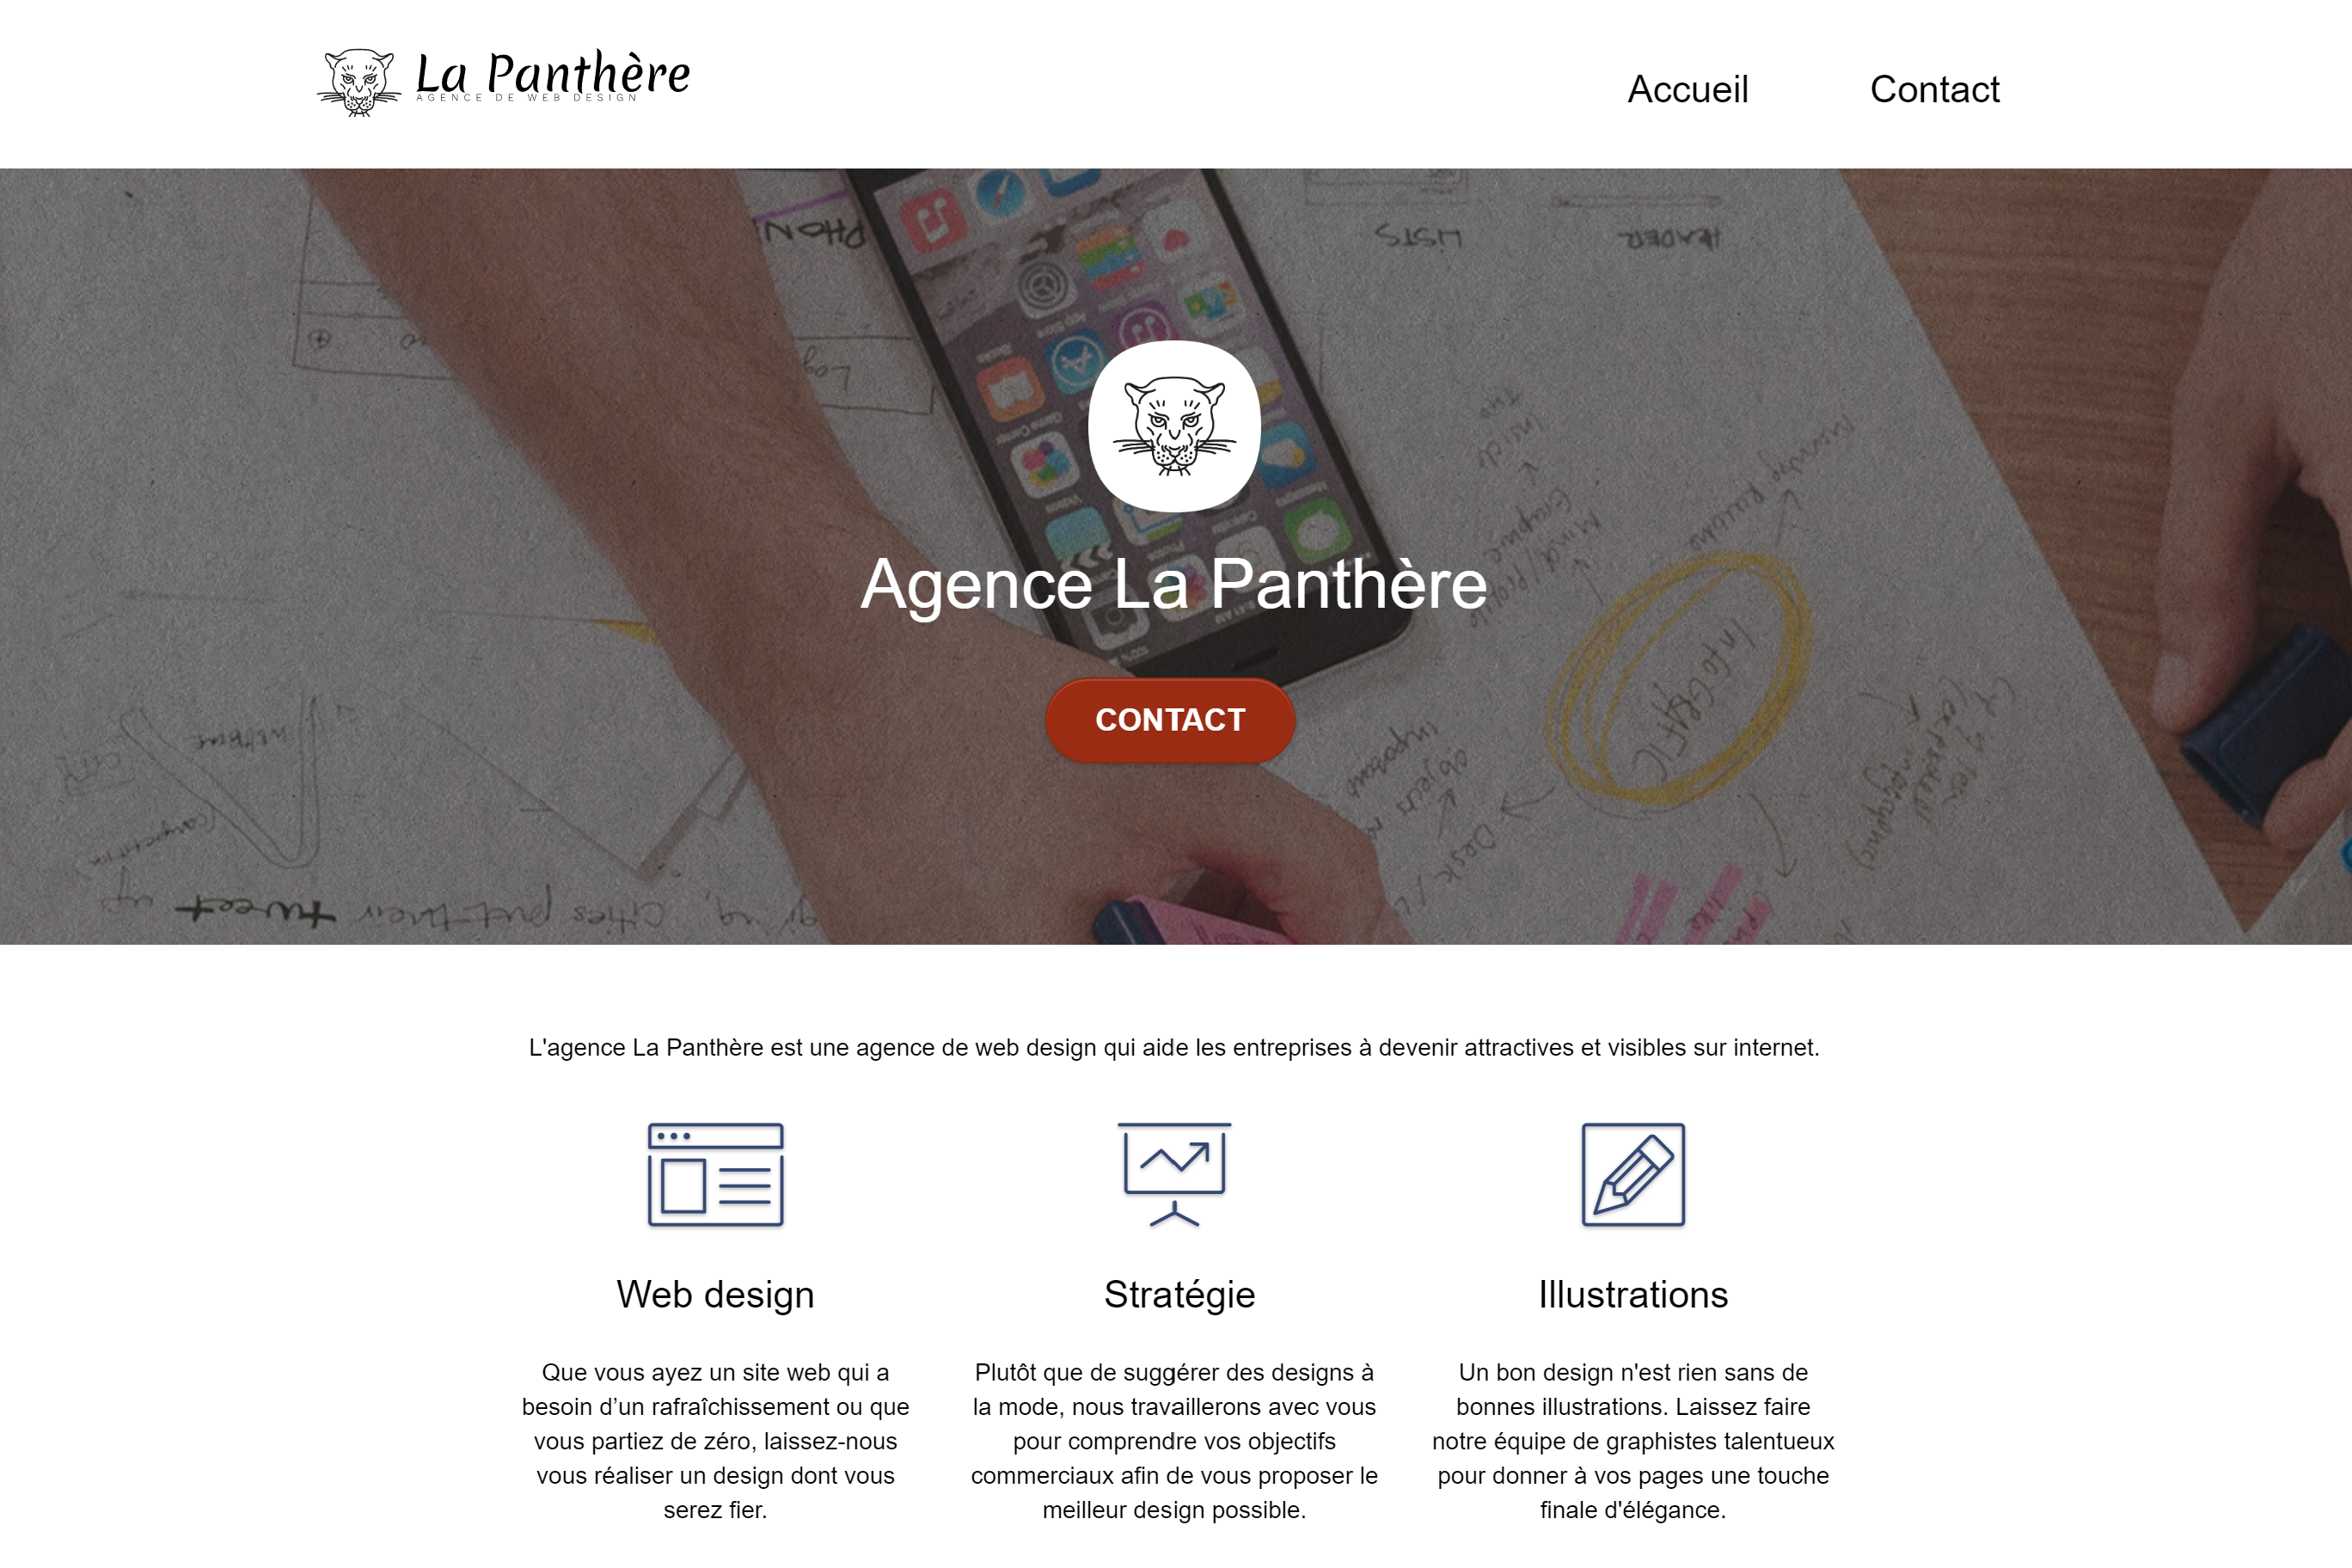 La Panthère
AGENCE DE WEB DESIGN
Accueil
Contact
PHON
LISTS
HEADER
INFOGRAFIC
tweet
Agence La Panthère
CONTACT
L'agence La Panthère est une agence de web design qui aide les entreprises à devenir attractives et visibles sur internet.
Web design
Stratégie
Illustrations
Que vous ayez un site web qui a
besoin d’un rafraîchissement ou que
vous partiez de zéro, laissez-nous
vous réaliser un design dont vous
serez fier.
Plutôt que de suggérer des designs à
la mode, nous travaillerons avec vous
pour comprendre vos objectifs
commerciaux afin de vous proposer le
meilleur design possible.
Un bon design n'est rien sans de
bonnes illustrations. Laissez faire
notre équipe de graphistes talentueux
pour donner à vos pages une touche
finale d'élégance.